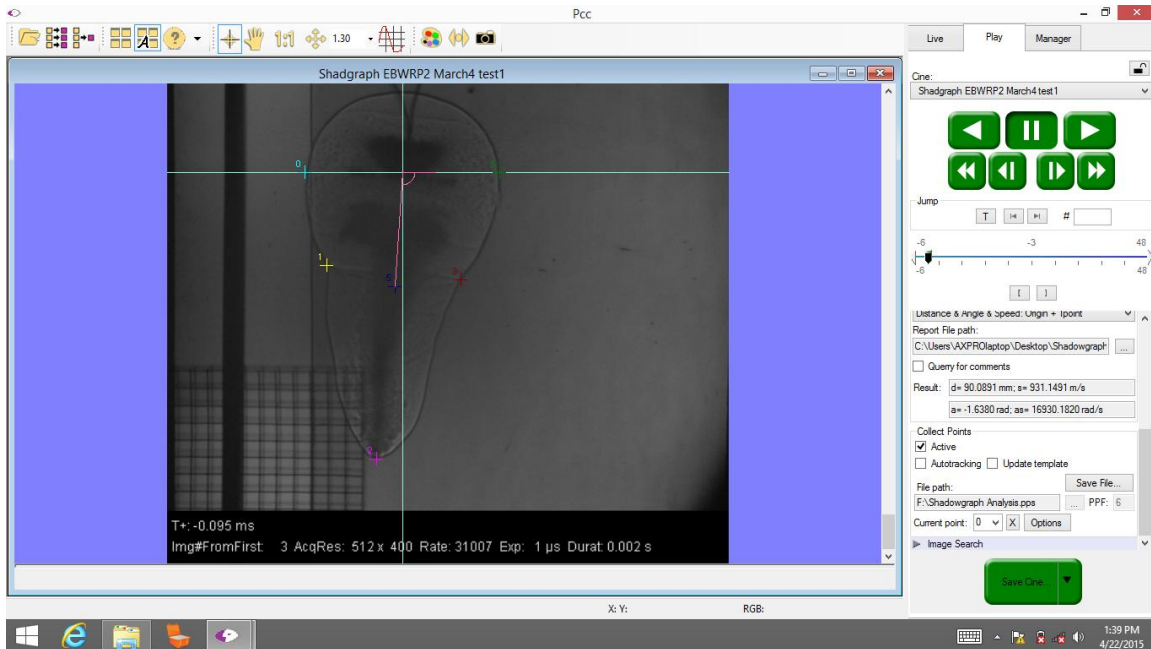 Pcc
1:1
1.30
A
?
Shadgraph EBWRP2 March4 test1
0
1
5
3
2
T+: -0.095 ms
Img#FromFirst: 3 AcqRes: 512 x 400 Rate: 31007 Exp: 1 µs Durat: 0.002 s
X: Y:
RGB:
Live
Play
Manager
Cine:
Shadgraph EBWRP2 March4 test1
Jump
T
#
-6 -3 48
-6 48
[ ]
Distance & Angle & Speed: Origin + 1point
Report File path:
C:\Users\AXPROlaptop\Desktop\Shadowgraph ...
Querry for comments
Result: d= 90.0891 mm; s= 931.1491 m/s
a= -1.6380 rad; as= 16930.1820 rad/s
Collect Points
Active
Autotracking Update template
File path: Save File...
F:\Shadowgraph Analysis.pps ... PPF: 6
Current point: 0 X Options
Image Search
Save Cine...
1:39 PM
4/22/2015